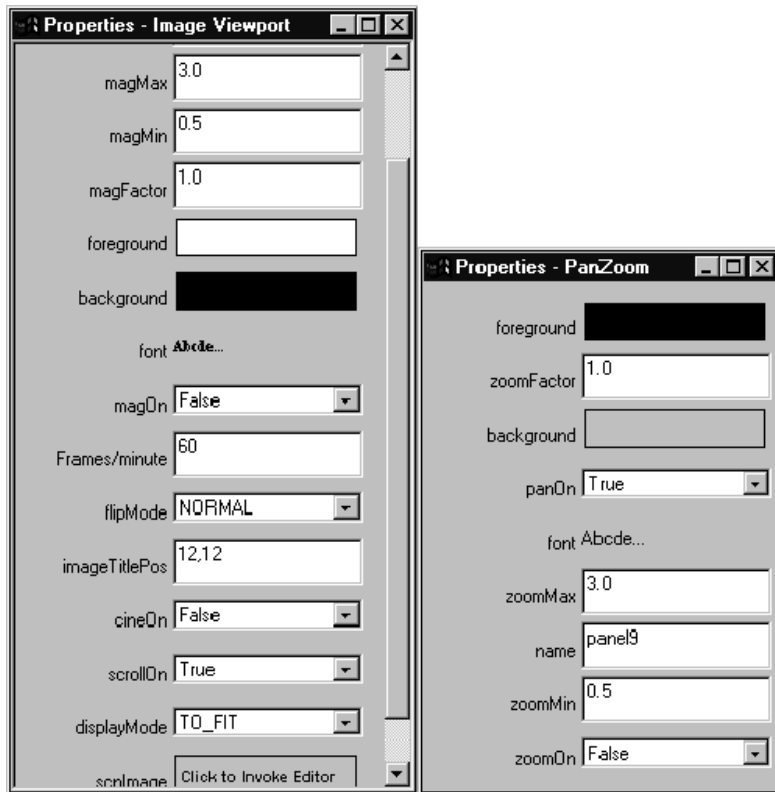 Properties - Image Viewport
magMax 3.0
magMin 0.5
magFactor 1.0
foreground
background
font Abcde...
magOn False
Frames/minute 60
flipMode NORMAL
imageTitlePos 12,12
cineOn False
scrollOn True
displayMode TO_FIT
scnImage Click to Invoke Editor
Properties - PanZoom
foreground
zoomFactor 1.0
background
panOn True
font Abcde...
zoomMax 3.0
name panel9
zoomMin 0.5
zoomOn False